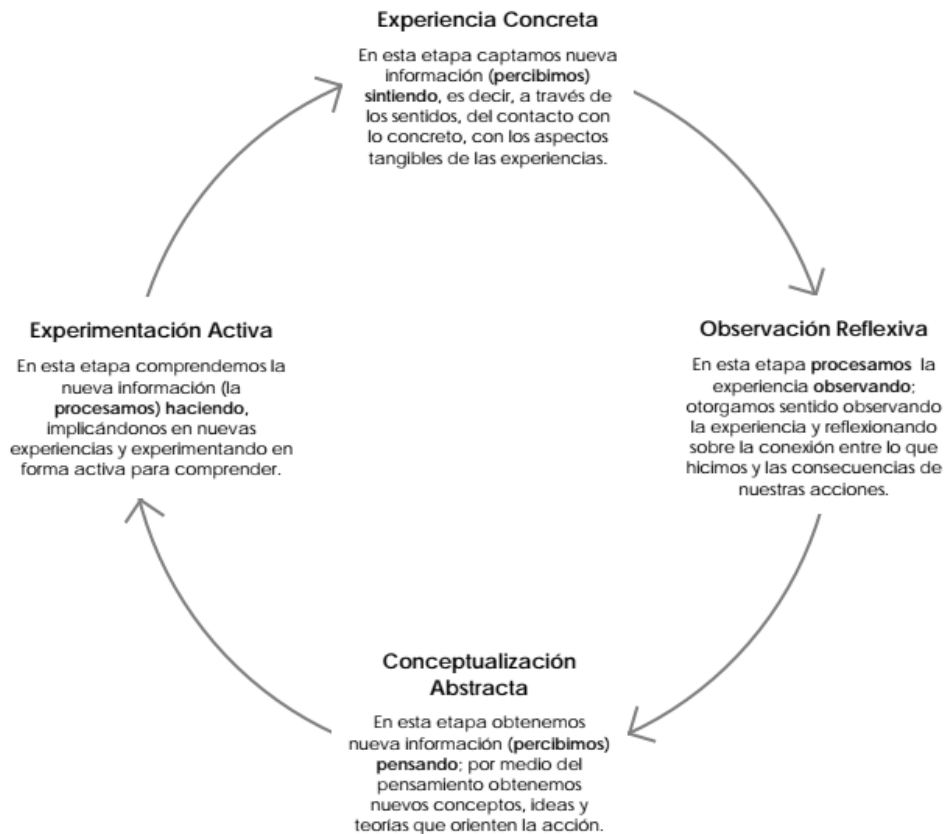 Experiencia Concreta
En esta etapa captamos nueva
información (percibimos)
sintiendo, es decir, a través de
los sentidos, del contacto con
lo concreto, con los aspectos
tangibles de las experiencias.
Observación Reflexiva
En esta etapa procesamos la
experiencia observando;
otorgamos sentido observando
la experiencia y reflexionando
sobre la conexión entre lo que
hicimos y las consecuencias de
nuestras acciones.
Conceptualización
Abstracta
En esta etapa obtenemos
nueva información (percibimos)
pensando; por medio del
pensamiento obtenemos
nuevos conceptos, ideas y
teorías que orienten la acción.
Experimentación Activa
En esta etapa comprendemos la
nueva información (la
procesamos) haciendo,
implicándonos en nuevas
experiencias y experimentando en
forma activa para comprender.